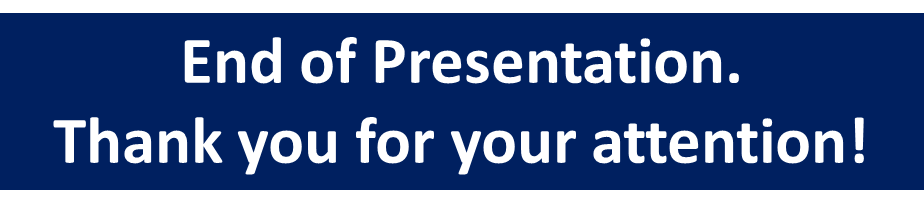 End of Presentation.
Thank you for your attention!